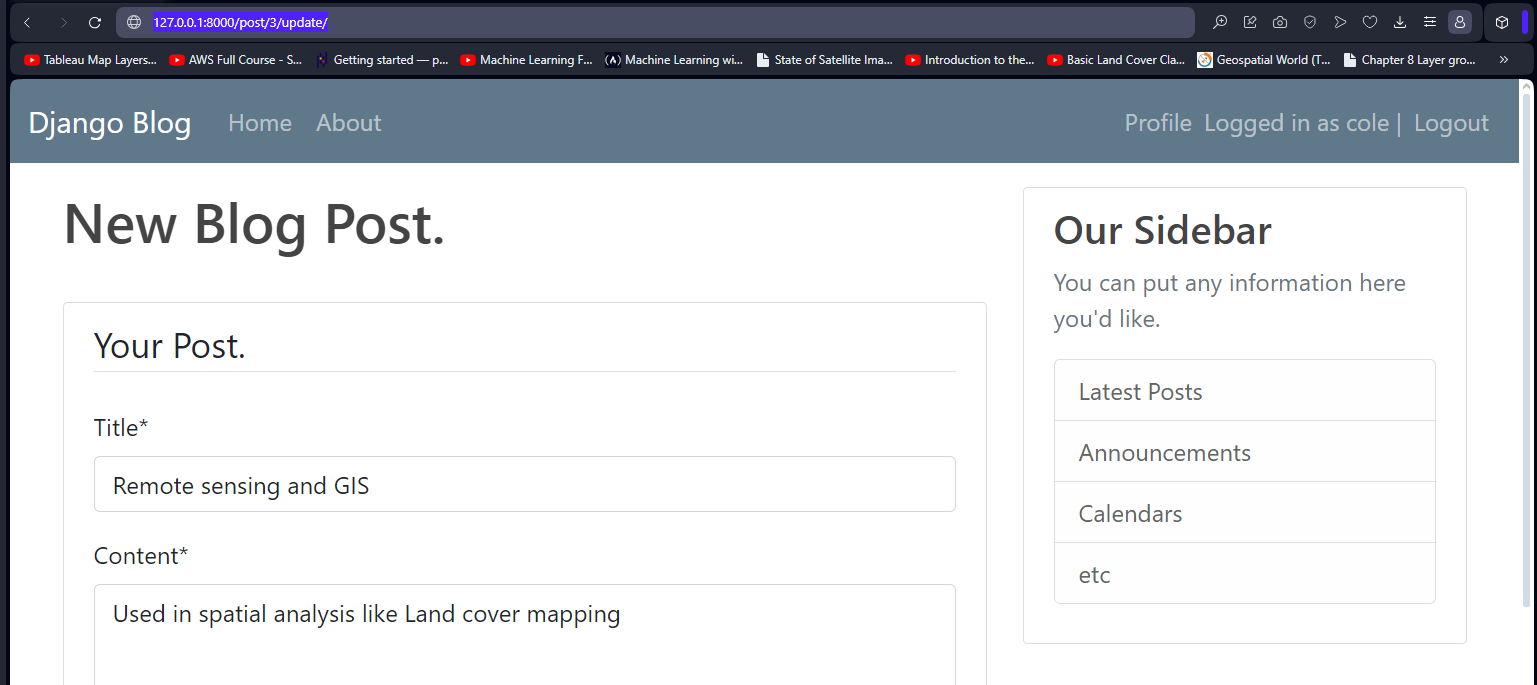 127.0.0.1:8000/post/3/update/
Tableau Map Layers... AWS Full Course - S... Getting started — p... Machine Learning F... Machine Learning wi... State of Satellite Ima... Introduction to the... Basic Land Cover Cla... Geospatial World (T... Chapter 8 Layer gro... »
Django Blog Home About Profile Logged in as cole | Logout
New Blog Post.
Your Post.
Title*
Remote sensing and GIS
Content*
Used in spatial analysis like Land cover mapping
Our Sidebar
You can put any information here
you'd like.
Latest Posts
Announcements
Calendars
etc